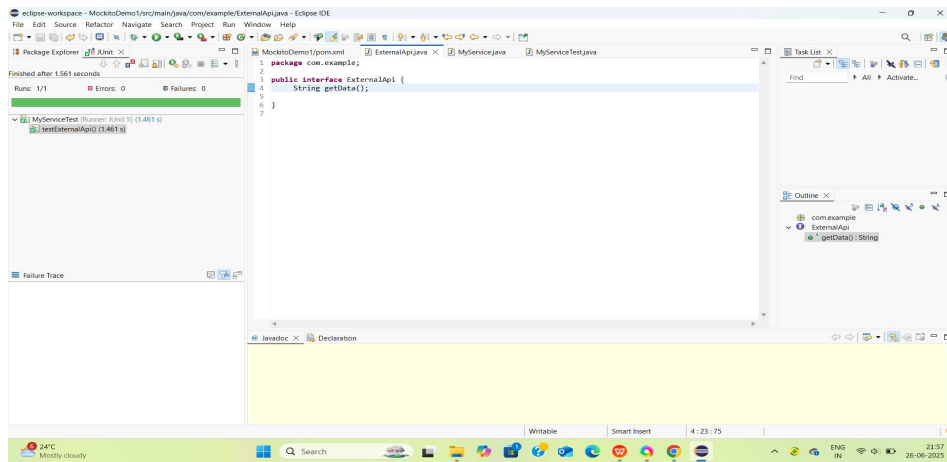 eclipse-workspace - MockitoDemo1/src/main/java/com/example/ExternalApi.java - Eclipse IDE
File Edit Source Refactor Navigate Search Project Run Window Help
Package Explorer JUnit
Finished after 1.561 seconds
Runs: 1/1 Errors: 0 Failures: 0
MyServiceTest [Runner: JUnit 5] (1.461 s)
testExternalApi() (1.461 s)
Failure Trace
MockitoDemo1/pom.xml ExternalApi.java MyService.java MyServiceTest.java
1 package com.example;
2
3 public interface ExternalApi {
4 String getData();
5
6 }
7
Javadoc Declaration
Task List
Find All Activate...
Outline
com.example
ExternalApi
getData() : String
Writable Smart Insert 4 : 23 : 75
6
24°C
Mostly cloudy
Search
ENG
IN
21:57
26-06-2025